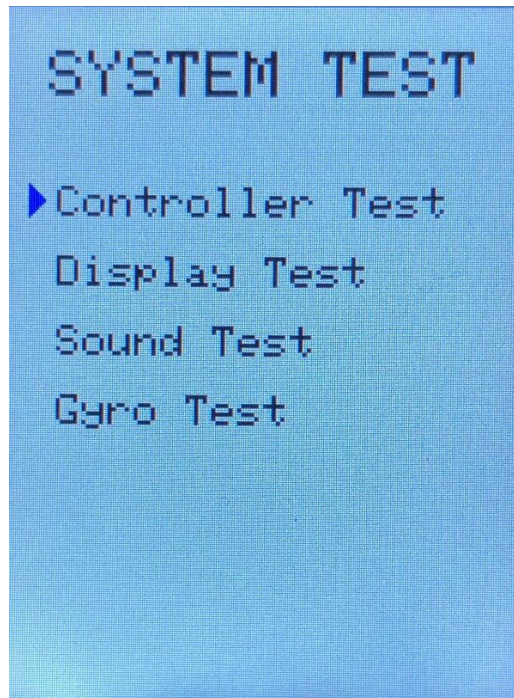 SYSTEM TEST
Controller Test
Display Test
Sound Test
Gyro Test